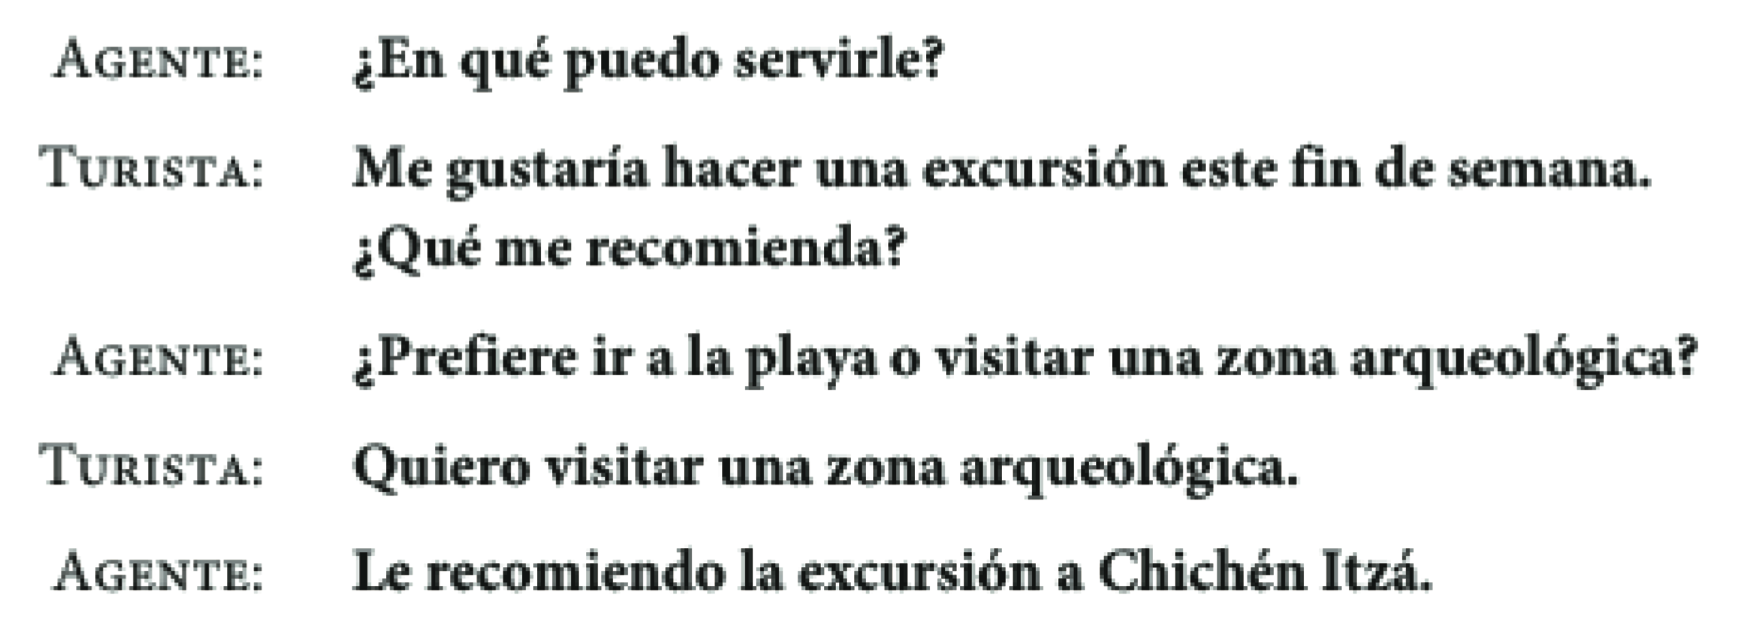 AGENTE: ¿En qué puedo servirle?
TURISTA: Me gustaría hacer una excursión este fin de semana.
¿Qué me recomienda?
AGENTE: ¿Prefiere ir a la playa o visitar una zona arqueológica?
TURISTA: Quiero visitar una zona arqueológica.
AGENTE: Le recomiendo la excursión a Chichén Itzá.